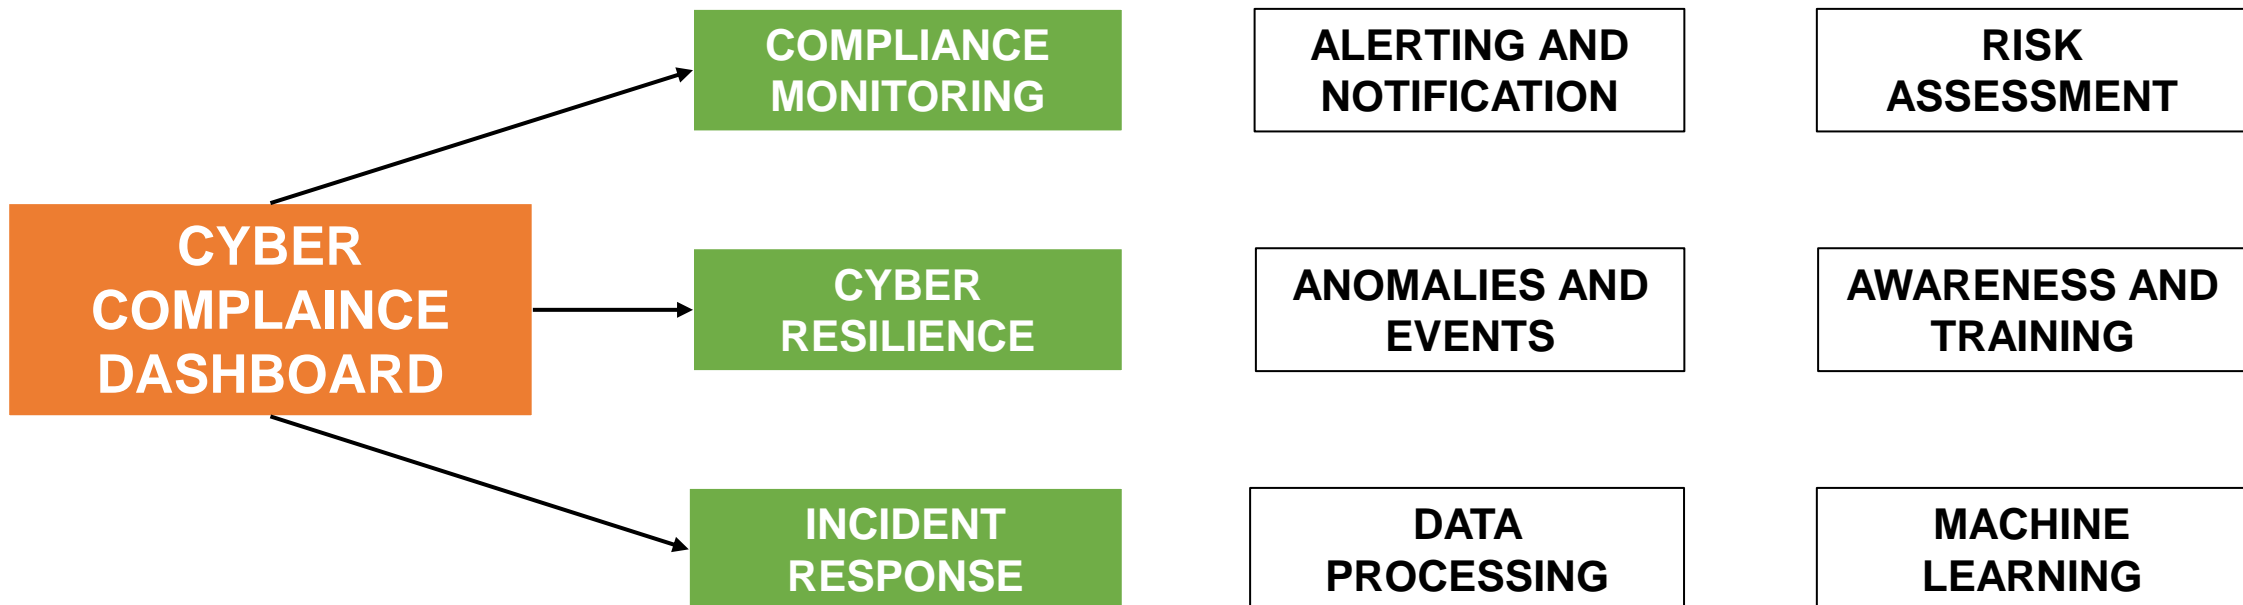 COMPLIANCE
MONITORING
ALERTING AND
NOTIFICATION
RISK
ASSESSMENT
CYBER
COMPLAINCE
DASHBOARD
CYBER
RESILIENCE
ANOMALIES AND
EVENTS
AWARENESS AND
TRAINING
INCIDENT
RESPONSE
DATA
PROCESSING
MACHINE
LEARNING